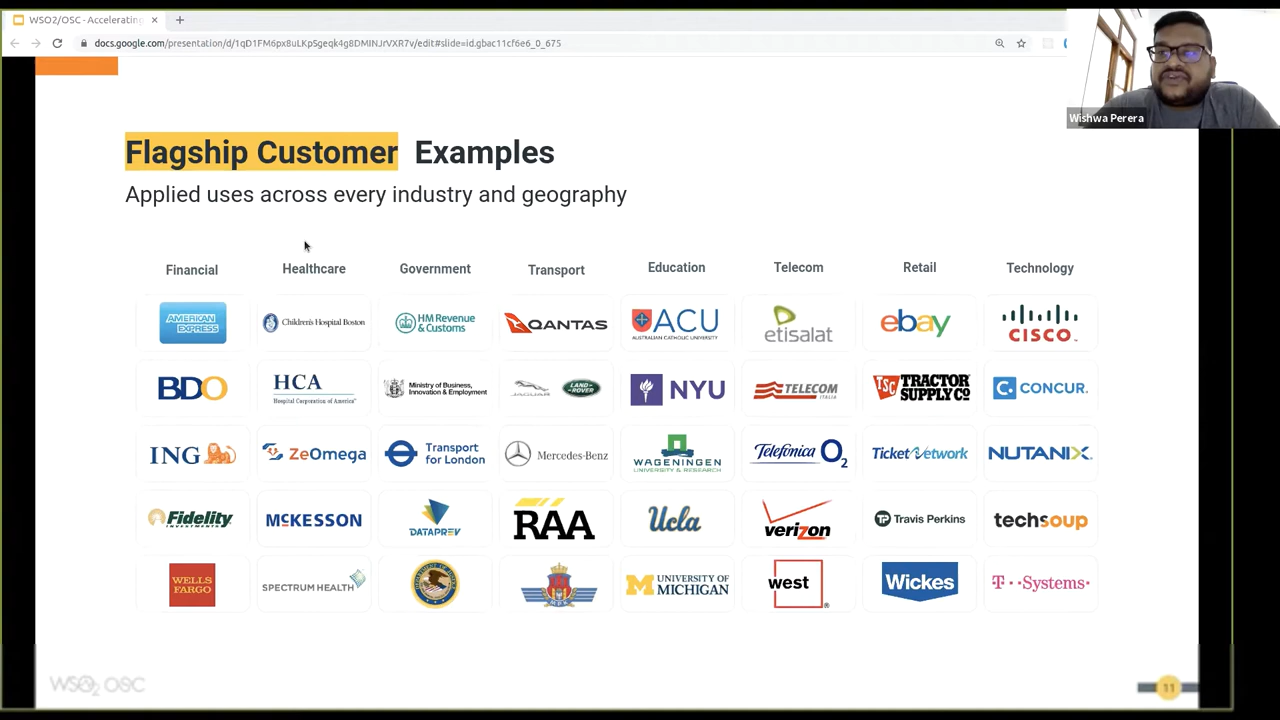 WSO2/OSC - Accelerating
docs.google.com/presentation/d/1qD1FM6px8uLKpSgeqk4g8DMINJrVXR7v/edit#slide=id.gbac11cf6e6_0_675
Wishwa Perera
Flagship Customer Examples
Applied uses across every industry and geography
Financial Healthcare Government Transport Education Telecom Retail Technology
AMERICAN EXPRESS
Children's Hospital Boston
HM Revenue & Customs
QANTAS
ACU
AUSTRALIAN CATHOLIC UNIVERSITY
etisalat
ebay
CISCO
BDO
HCA
Hospital Corporation of America
Ministry of Business, Innovation & Employment
JAGUAR
LAND ROVER
NYU
TELECOM
ITALIA
TSC TRACTOR SUPPLY CO
C. CONCUR.
ING
ZeOmega
Transport for London
Mercedes-Benz
WAGENINGEN
UNIVERSITY & RESEARCH
Telefónica O2
TicketNetwork
NUTANIX
Fidelity
INVESTMENTS
MCKESSON
DATAPREV
RAA
Ucla
verizon
Travis Perkins
techsoup
WELLS FARGO
SPECTRUM HEALTH
UNIVERSITY OF MICHIGAN
west
Wickes
T··Systems·
WSO2 OSC
11